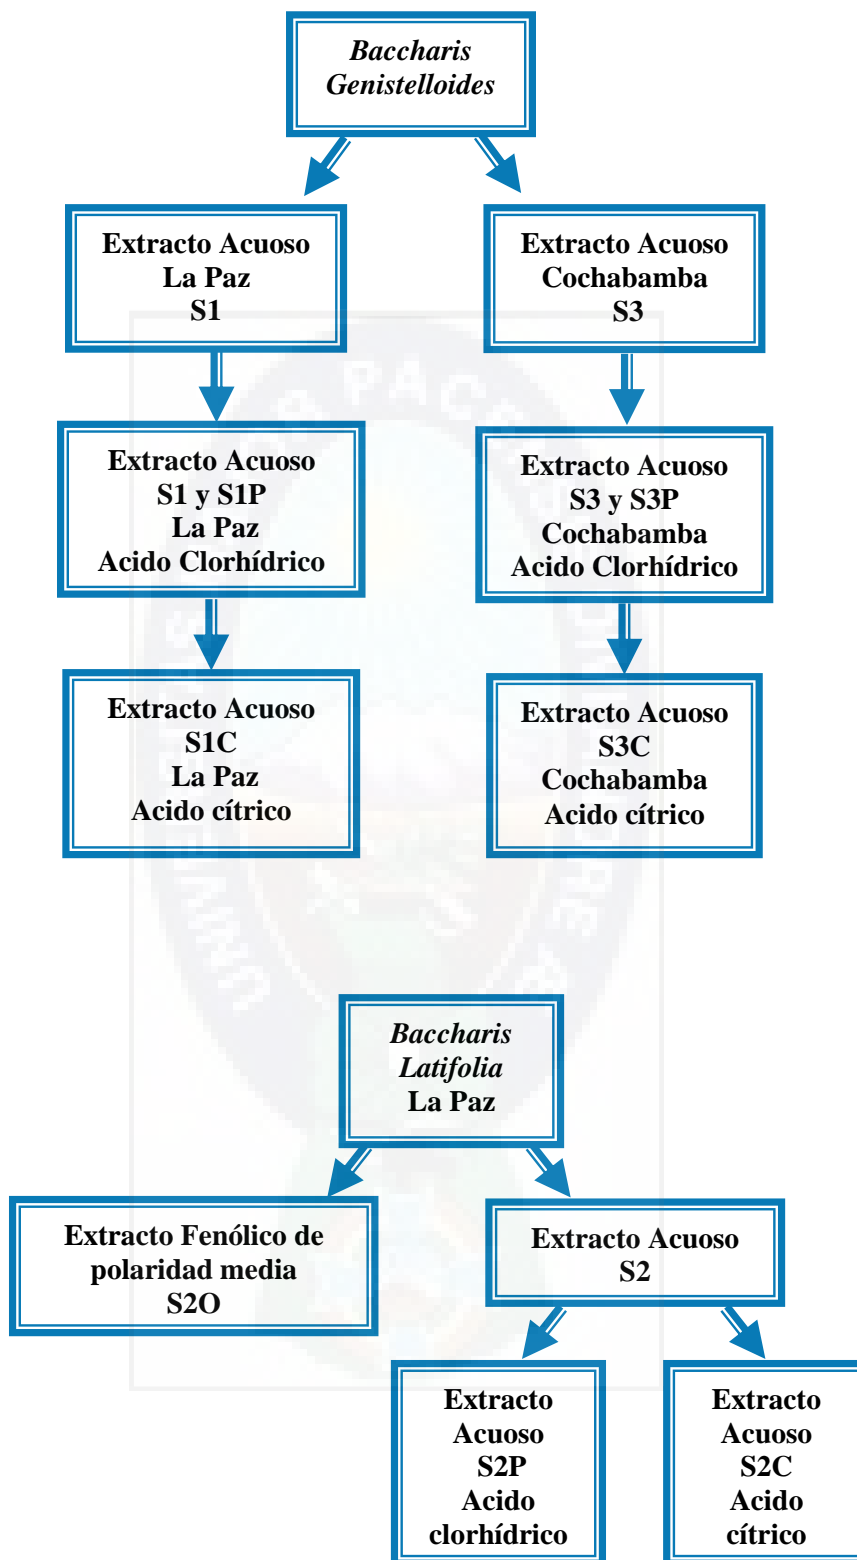 Baccharis
Genistelloides
Extracto Acuoso
La Paz
S1
Extracto Acuoso
Cochabamba
S3
Extracto Acuoso
S1 y S1P
La Paz
Acido Clorhídrico
Extracto Acuoso
S3 y S3P
Cochabamba
Acido Clorhídrico
Extracto Acuoso
S1C
La Paz
Acido cítrico
Extracto Acuoso
S3C
Cochabamba
Acido cítrico
Baccharis
Latifolia
La Paz
Extracto Fenólico de
polaridad media
S2O
Extracto Acuoso
S2
Extracto
Acuoso
S2P
Acido
clorhídrico
Extracto
Acuoso
S2C
Acido
cítrico